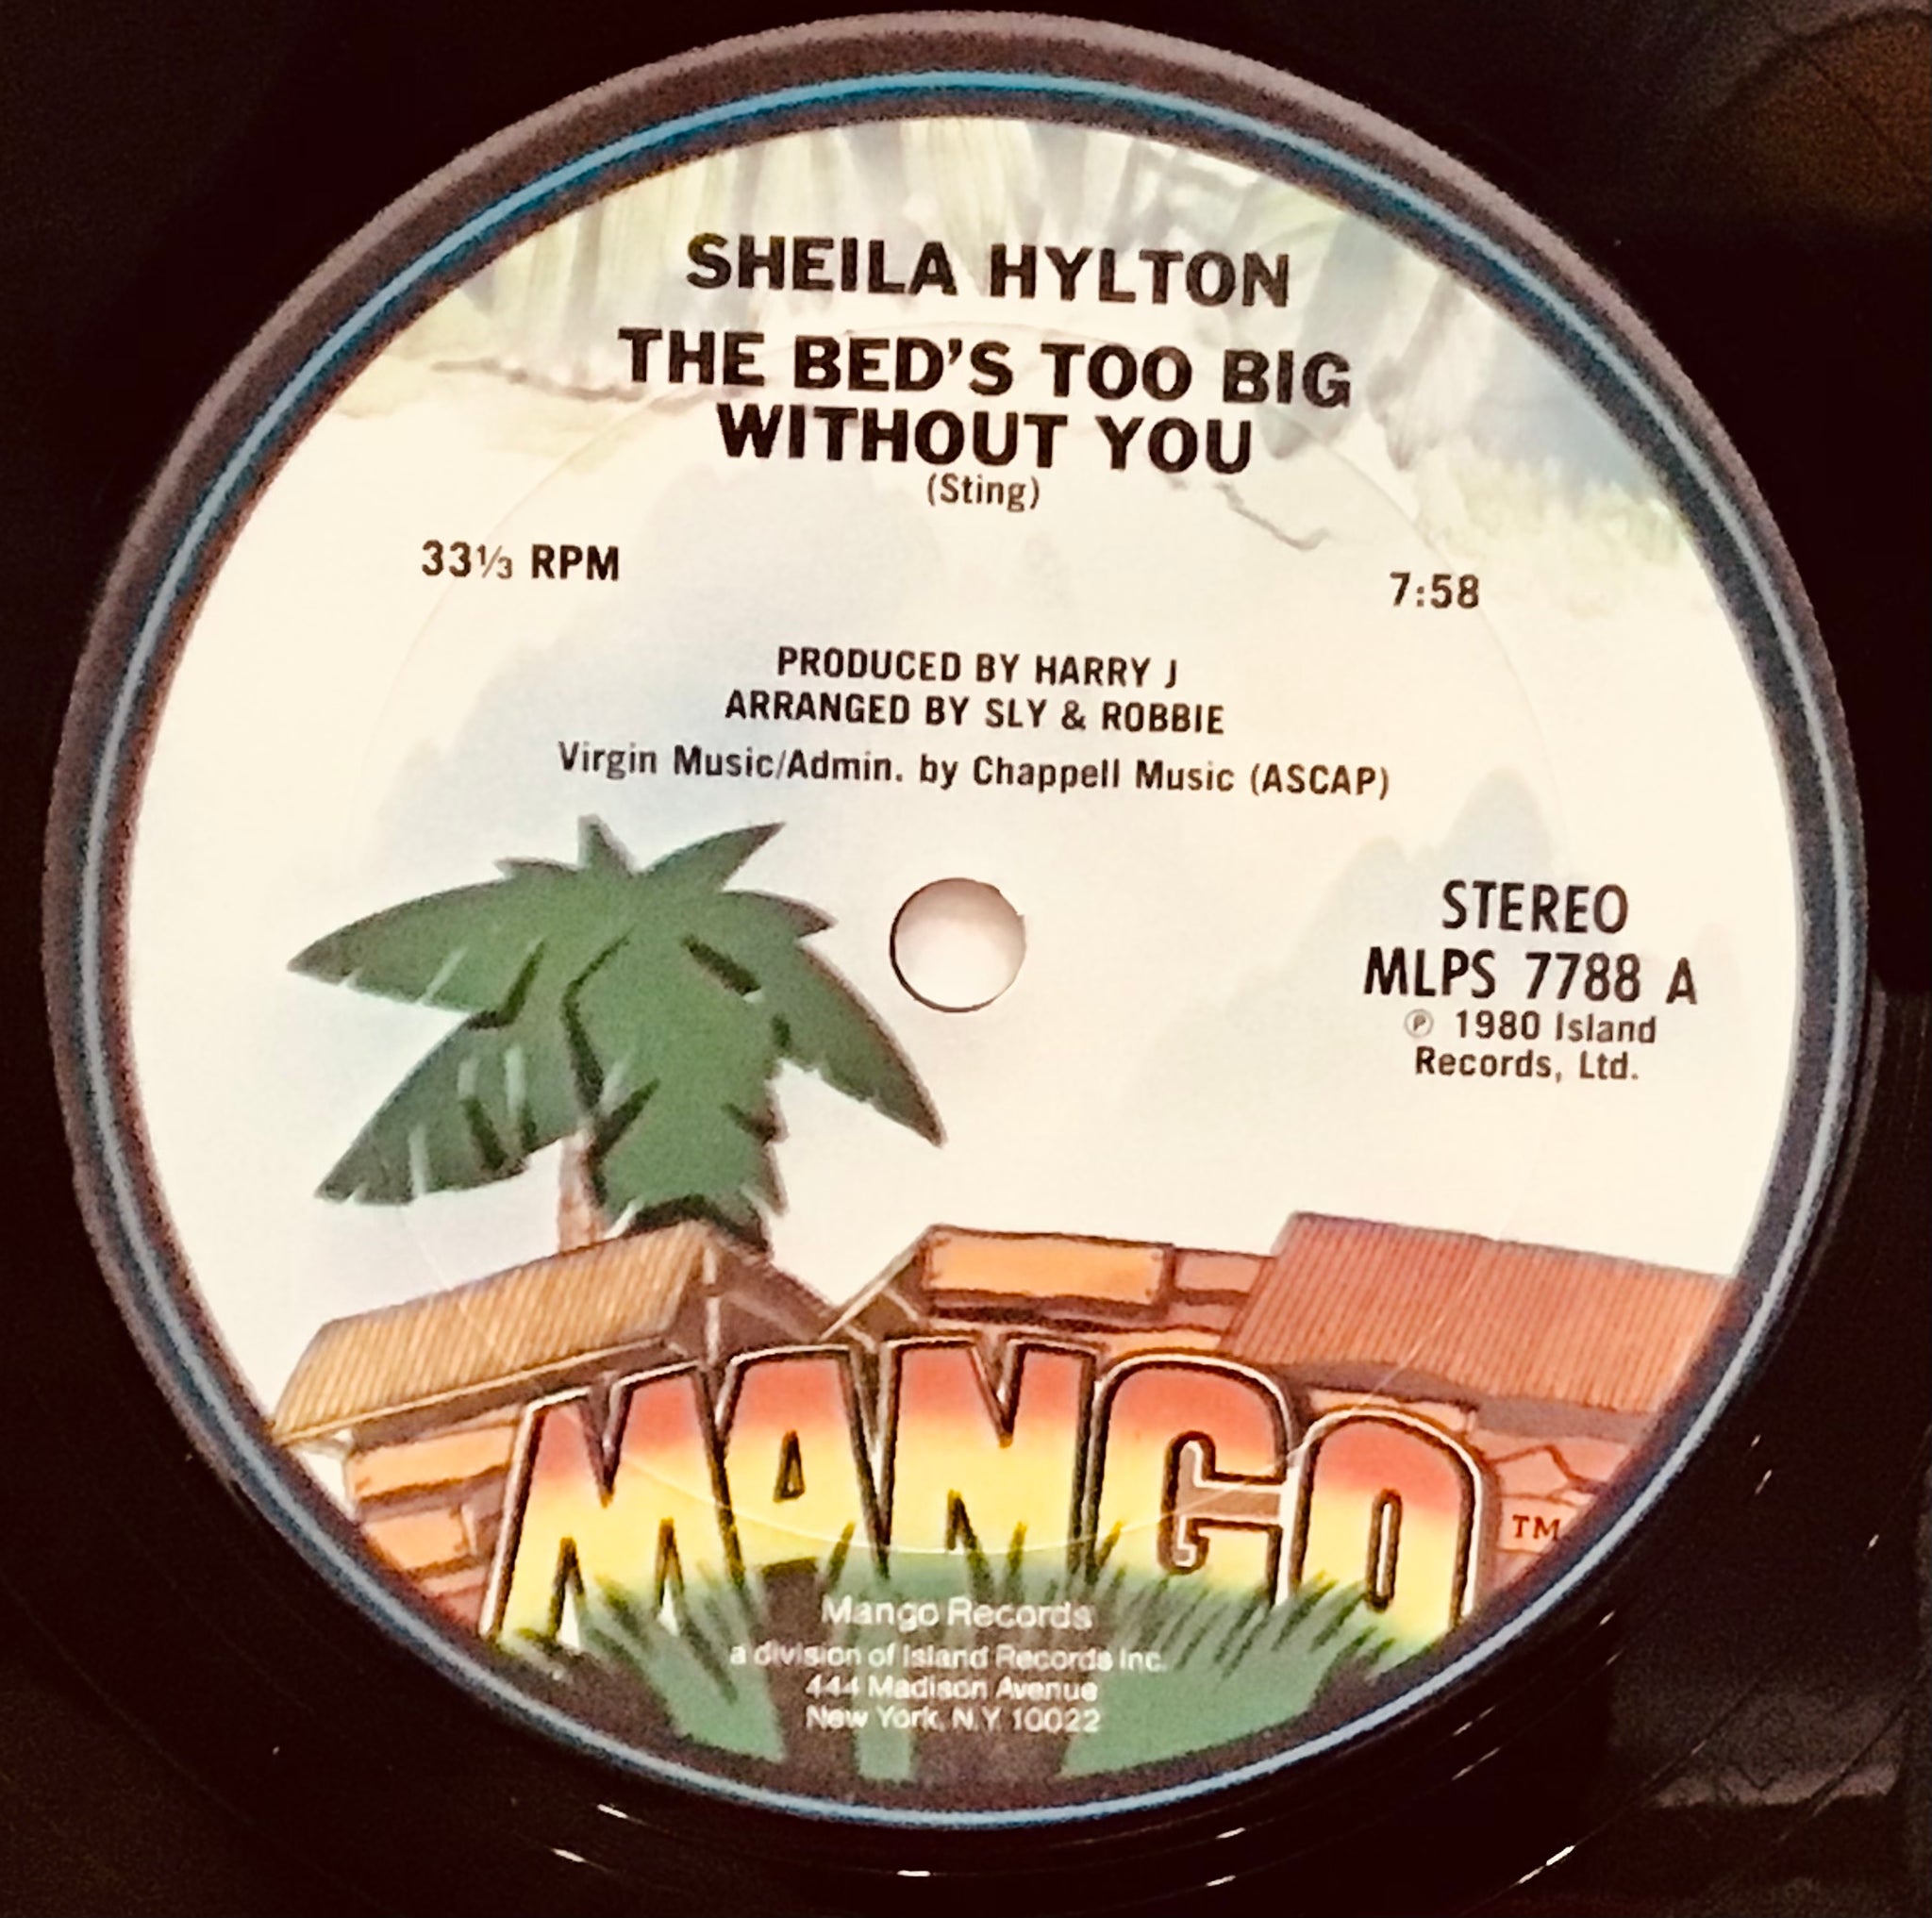 SHEILA HYLTON
THE BED'S TOO BIG
WITHOUT YOU
(Sting)
33⅓ RPM
7:58
PRODUCED BY HARRY J
ARRANGED BY SLY & ROBBIE
Virgin Music/Admin. by Chappell Music (ASCAP)
STEREO
MLPS 7788 A
℗ 1980 Island
Records, Ltd.
MANGO TM
Mango Records
a division of Island Records Inc.
444 Madison Avenue
New York, N.Y. 10022